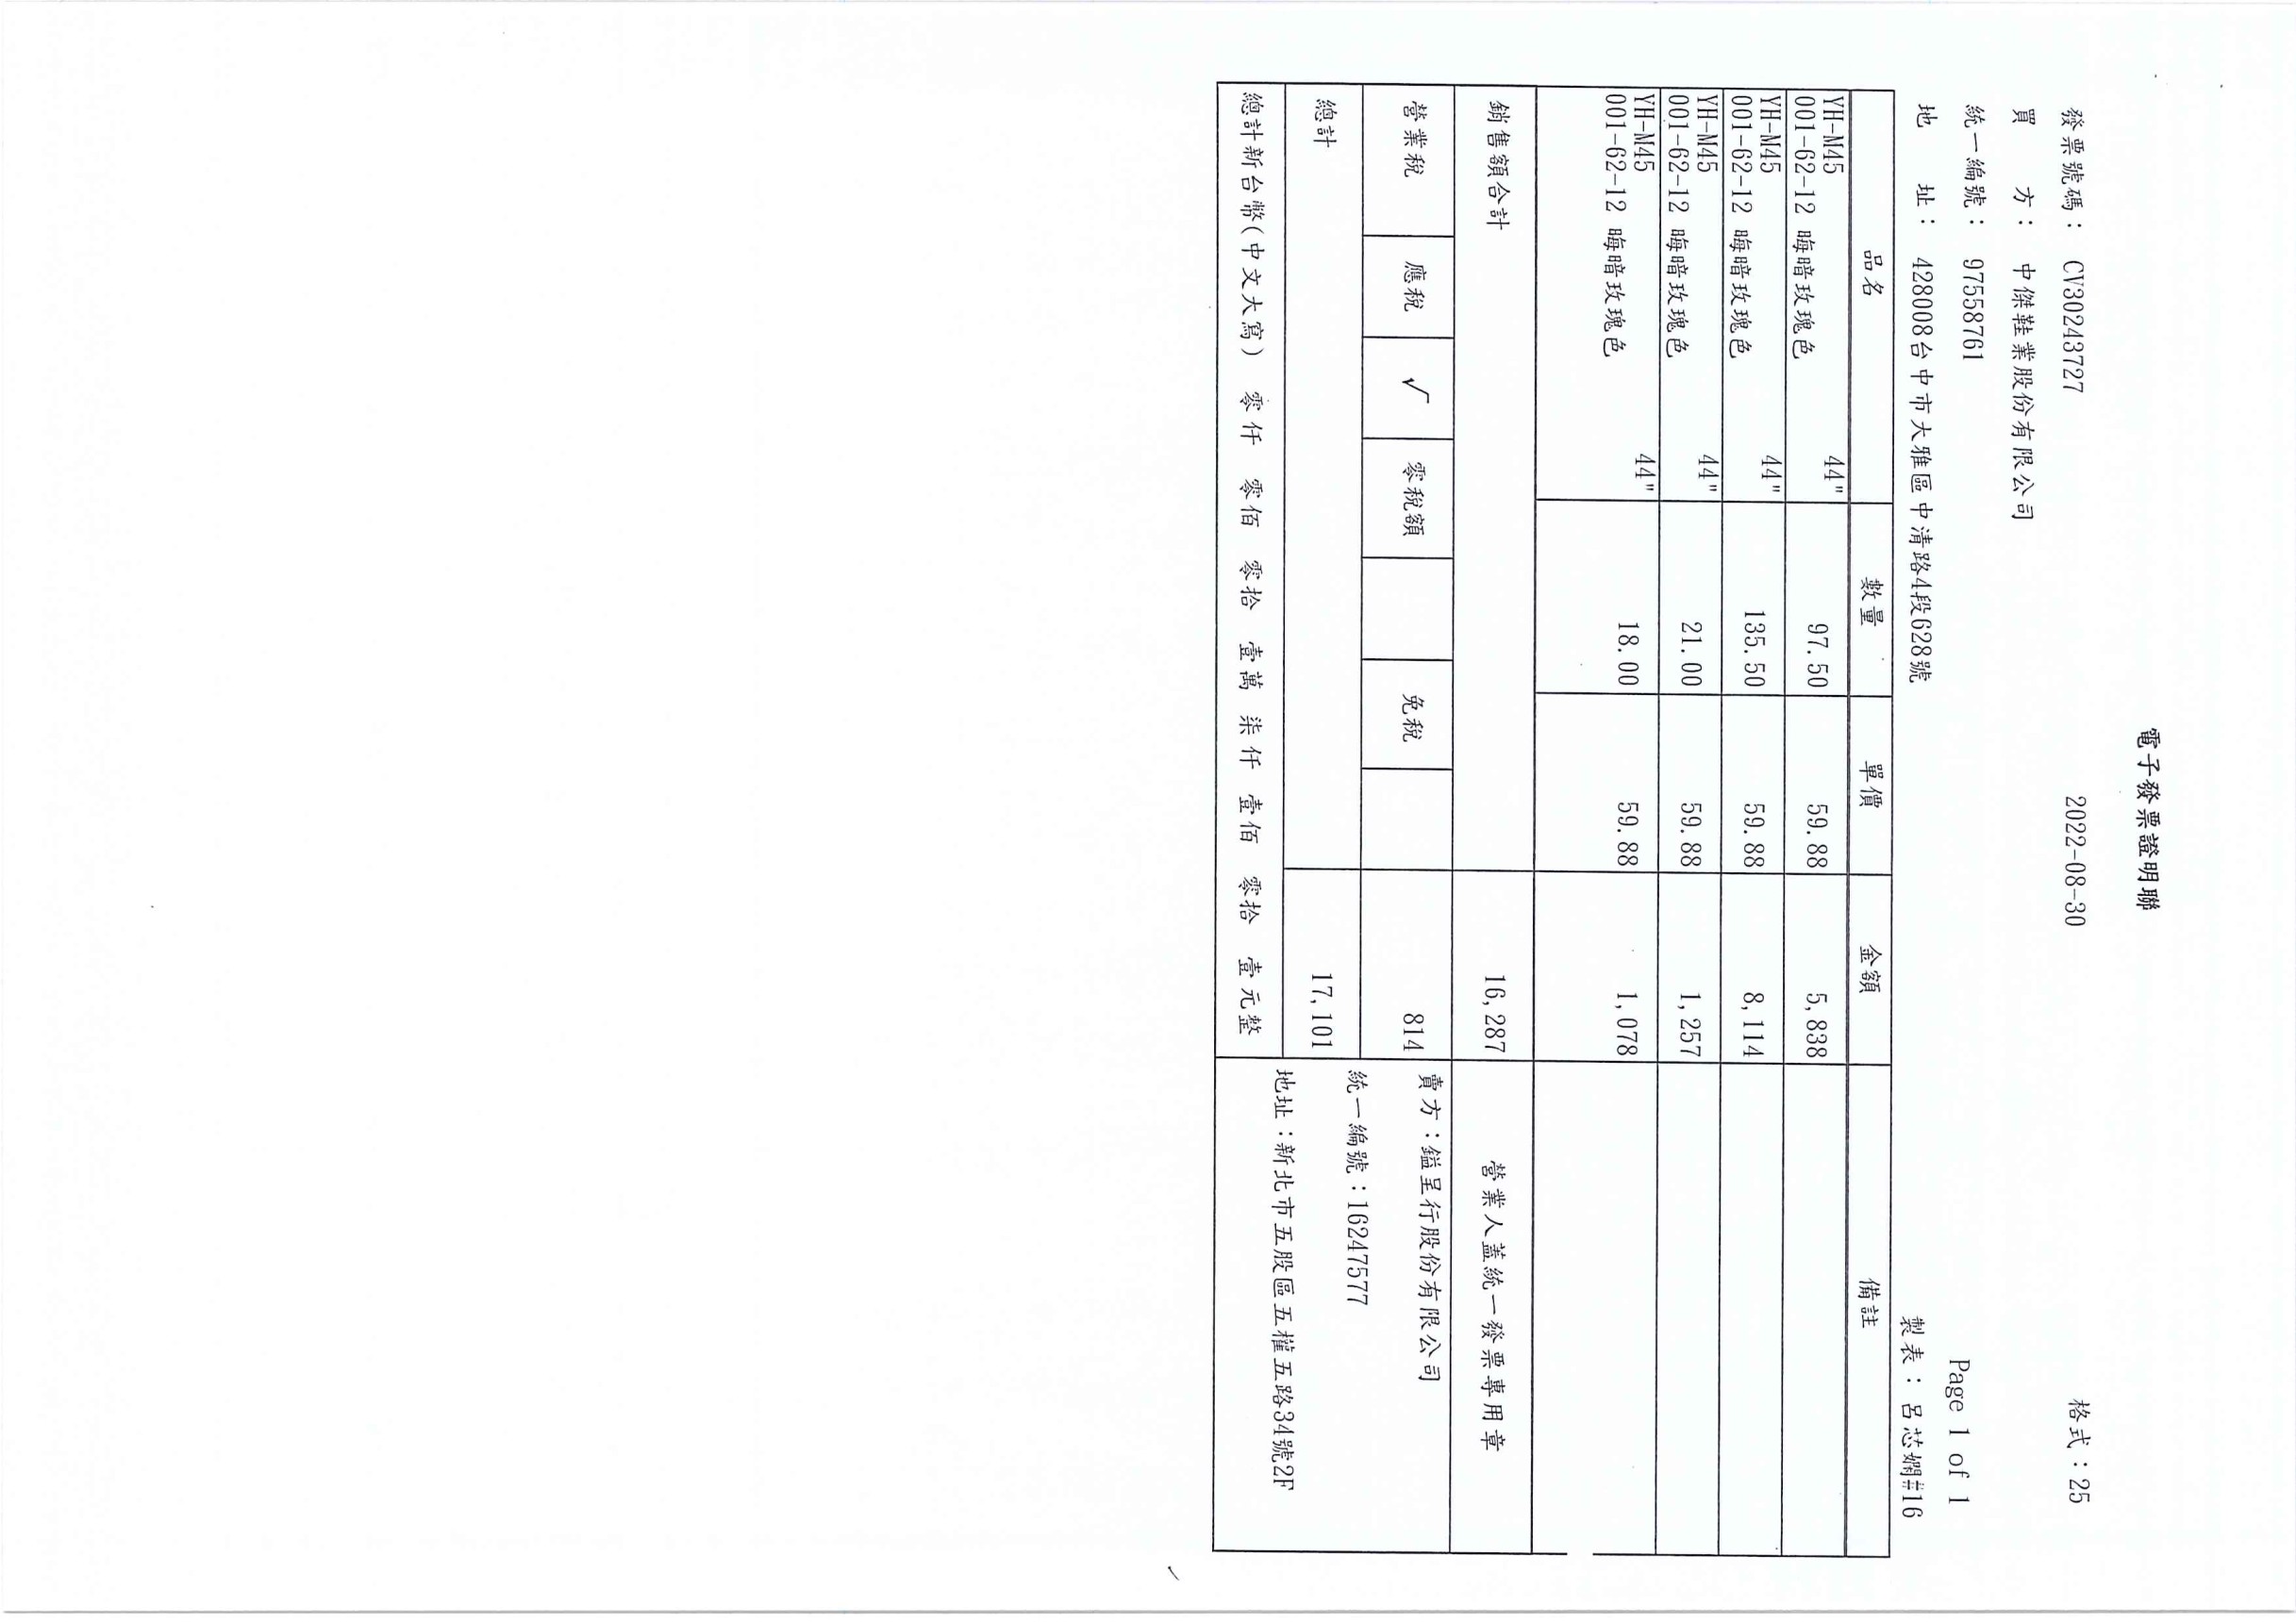 電子發票證明聯
發票號碼： CV30243727 2022-08-30 格式：25
買 方： 中傑鞋業股份有限公司
統一編號： 97558761
Page 1 of 1
地 址： 428008台中市大雅區中清路4段628號
製表：呂芯嫻#16
品名 數量 單價 金額 備註
YH-M45 44"
001-62-12 晦暗玫瑰色 97.50 59.88 5,838
YH-M45 44"
001-62-12 晦暗玫瑰色 135.50 59.88 8,114
YH-M45 44"
001-62-12 晦暗玫瑰色 21.00 59.88 1,257
YH-M45 44"
001-62-12 晦暗玫瑰色 18.00 59.88 1,078
銷售額合計 16,287 營業人蓋統一發票專用章
營業稅 應稅 √ 零稅額 免稅 814
賣方：鎰呈行股份有限公司
統一編號：16247577
總計 17,101
地址：新北市五股區五權五路34號2F
總計新台幣(中文大寫) 零仟 零佰 零拾 壹萬 柒仟 壹佰 零拾 壹元整